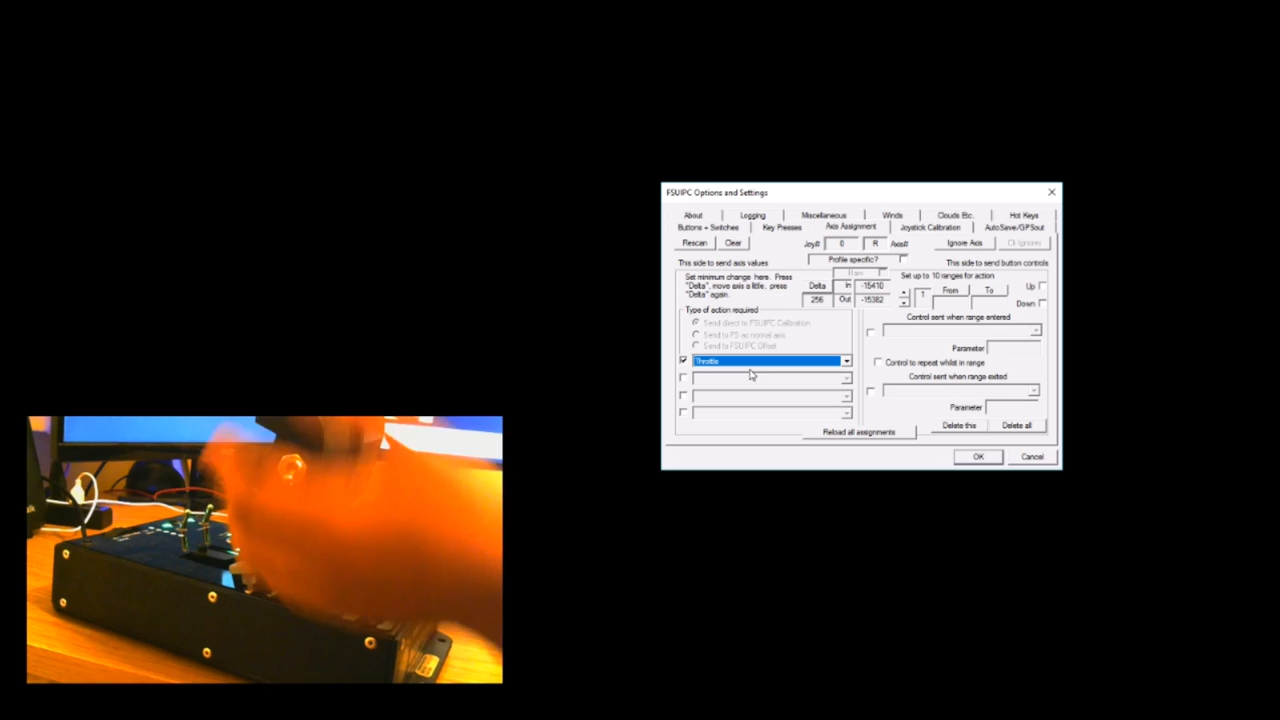 FSUIPC Options and Settings
About Logging Miscellaneous Winds Clouds Etc. Hot Keys
Buttons + Switches Key Presses Axis Assignment Joystick Calibration AutoSave/GPSout
Rescan Clear Joy# 0 R Axis# Ignore Axis Clr Ignores
Profile specific?
This side to send axis values This side to send button controls
Raw
Set minimum change here. Press "Delta", move axis a little, press "Delta" again.
Delta In -15410
256 Out -15382
Set up to 10 ranges for action
1 From To Up
Down
Type of action required
Send direct to FSUIPC Calibration
Send to FS as normal axis
Send to FSUIPC Offset
Throttle
Control sent when range entered
Parameter
Control to repeat whilst in range
Control sent when range exited
Parameter
Reload all assignments Delete this Delete all
OK Cancel